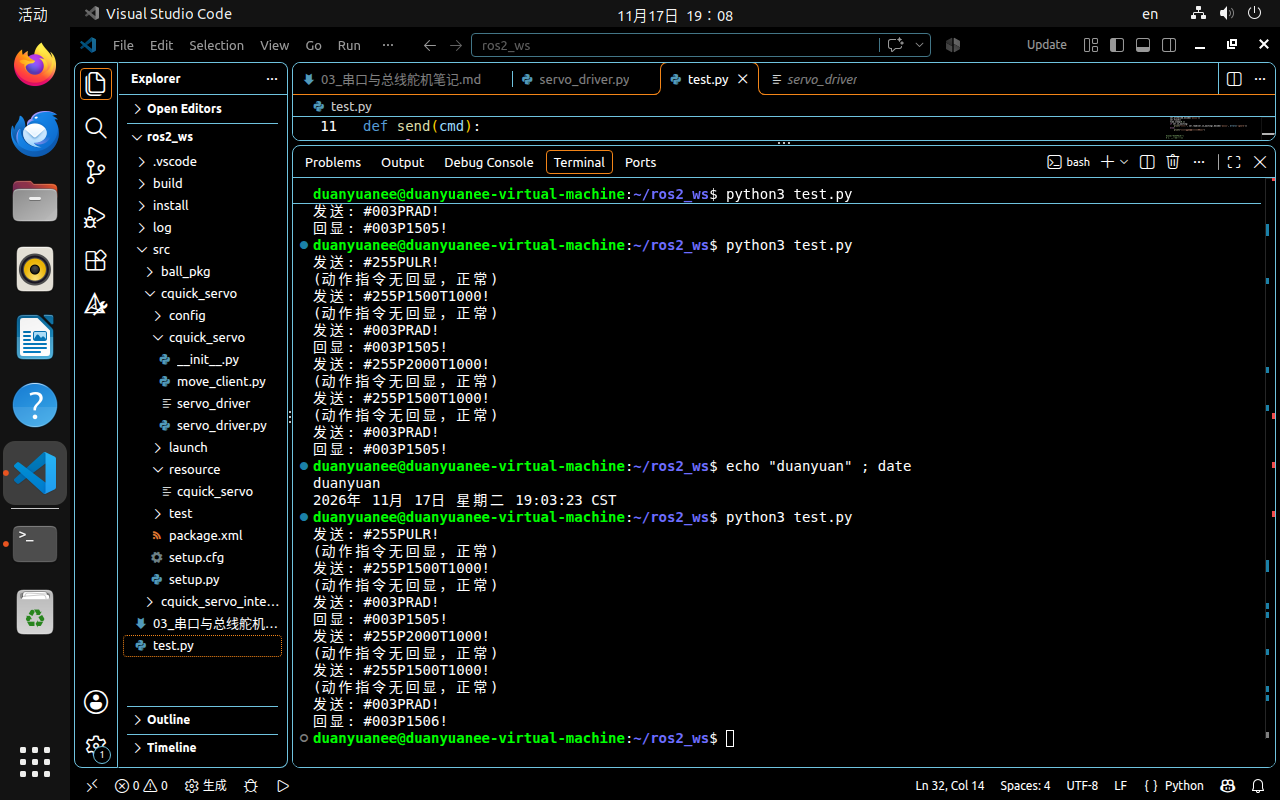 活动
Visual Studio Code
11月17日 19：08
en
File Edit Selection View Go Run ···
ros2_ws
Update
Explorer
Open Editors
ros2_ws
.vscode
build
install
log
src
ball_pkg
cquick_servo
config
cquick_servo
__init__.py
move_client.py
servo_driver
servo_driver.py
launch
resource
cquick_servo
test
package.xml
setup.cfg
setup.py
cquick_servo_inte...
03_串口与总线舵机...
test.py
Outline
Timeline
03_串口与总线舵机笔记.md
servo_driver.py
test.py
servo_driver
test.py
11 def send(cmd):
Problems Output Debug Console Terminal Ports
bash
duanyuanee@duanyuanee-virtual-machine:~/ros2_ws$ python3 test.py
发送: #003PRAD!
回显: #003P1505!
duanyuanee@duanyuanee-virtual-machine:~/ros2_ws$ python3 test.py
发送: #255PULR!
(动作指令无回显，正常)
发送: #255P1500T1000!
(动作指令无回显，正常)
发送: #003PRAD!
回显: #003P1505!
发送: #255P2000T1000!
(动作指令无回显，正常)
发送: #255P1500T1000!
(动作指令无回显，正常)
发送: #003PRAD!
回显: #003P1505!
duanyuanee@duanyuanee-virtual-machine:~/ros2_ws$ echo "duanyuan" ; date
duanyuan
2026年 11月 17日 星期二 19:03:23 CST
duanyuanee@duanyuanee-virtual-machine:~/ros2_ws$ python3 test.py
发送: #255PULR!
(动作指令无回显，正常)
发送: #255P1500T1000!
(动作指令无回显，正常)
发送: #003PRAD!
回显: #003P1505!
发送: #255P2000T1000!
(动作指令无回显，正常)
发送: #255P1500T1000!
(动作指令无回显，正常)
发送: #003PRAD!
回显: #003P1506!
duanyuanee@duanyuanee-virtual-machine:~/ros2_ws$
1
0 0 生成
Ln 32, Col 14 Spaces: 4 UTF-8 LF { } Python